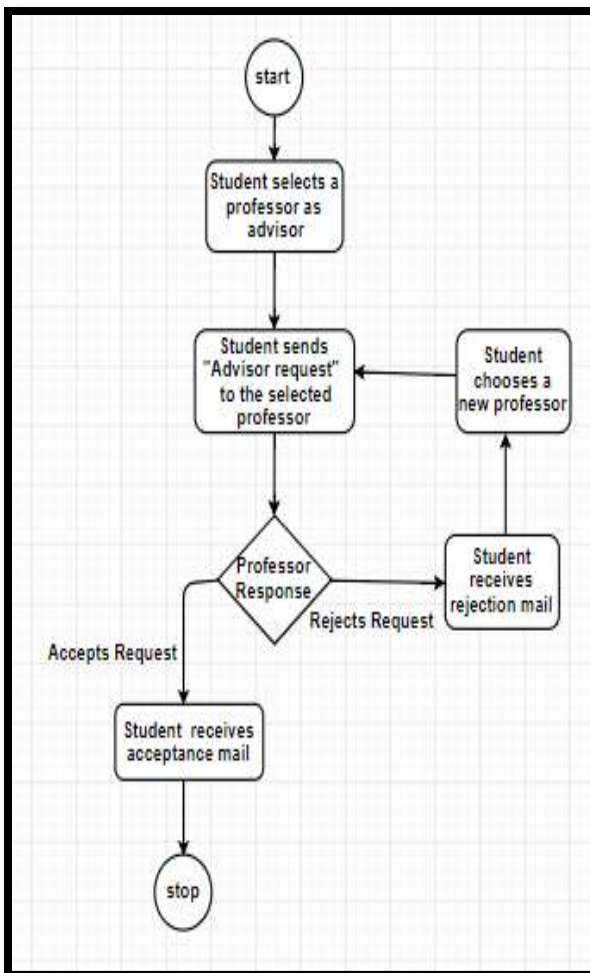 start
Student selects a
professor as
advisor
Student sends
"Advisor request"
to the selected
professor
Student
chooses a
new professor
Professor
Response
Student
receives
rejection mail
Rejects Request
Accepts Request
Student receives
acceptance mail
stop